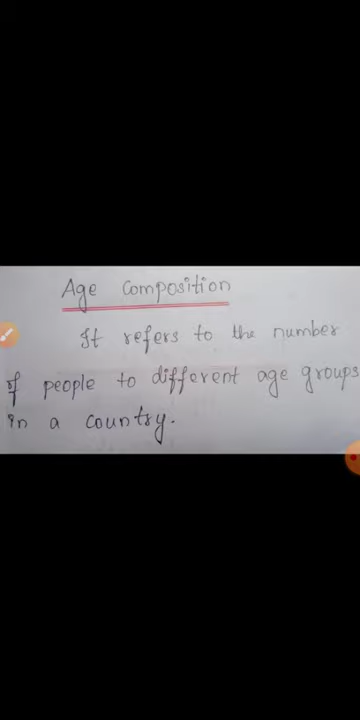 Age Composition
It refers to the number
of people to different age groups
in a country.